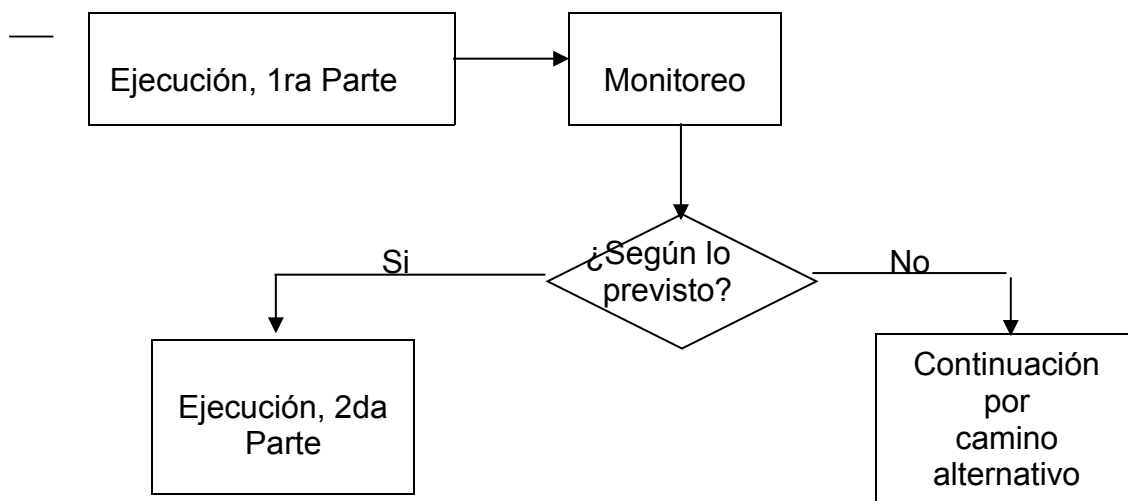 Ejecución, 1ra Parte
Monitoreo
¿Según lo
previsto?
Si
No
Ejecución, 2da
Parte
Continuación
por
camino
alternativo